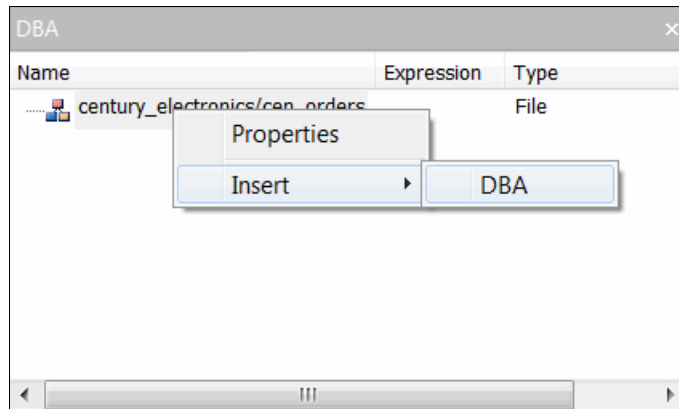 DBA
Name Expression Type
century_electronics/cen_orders File
Properties
Insert DBA